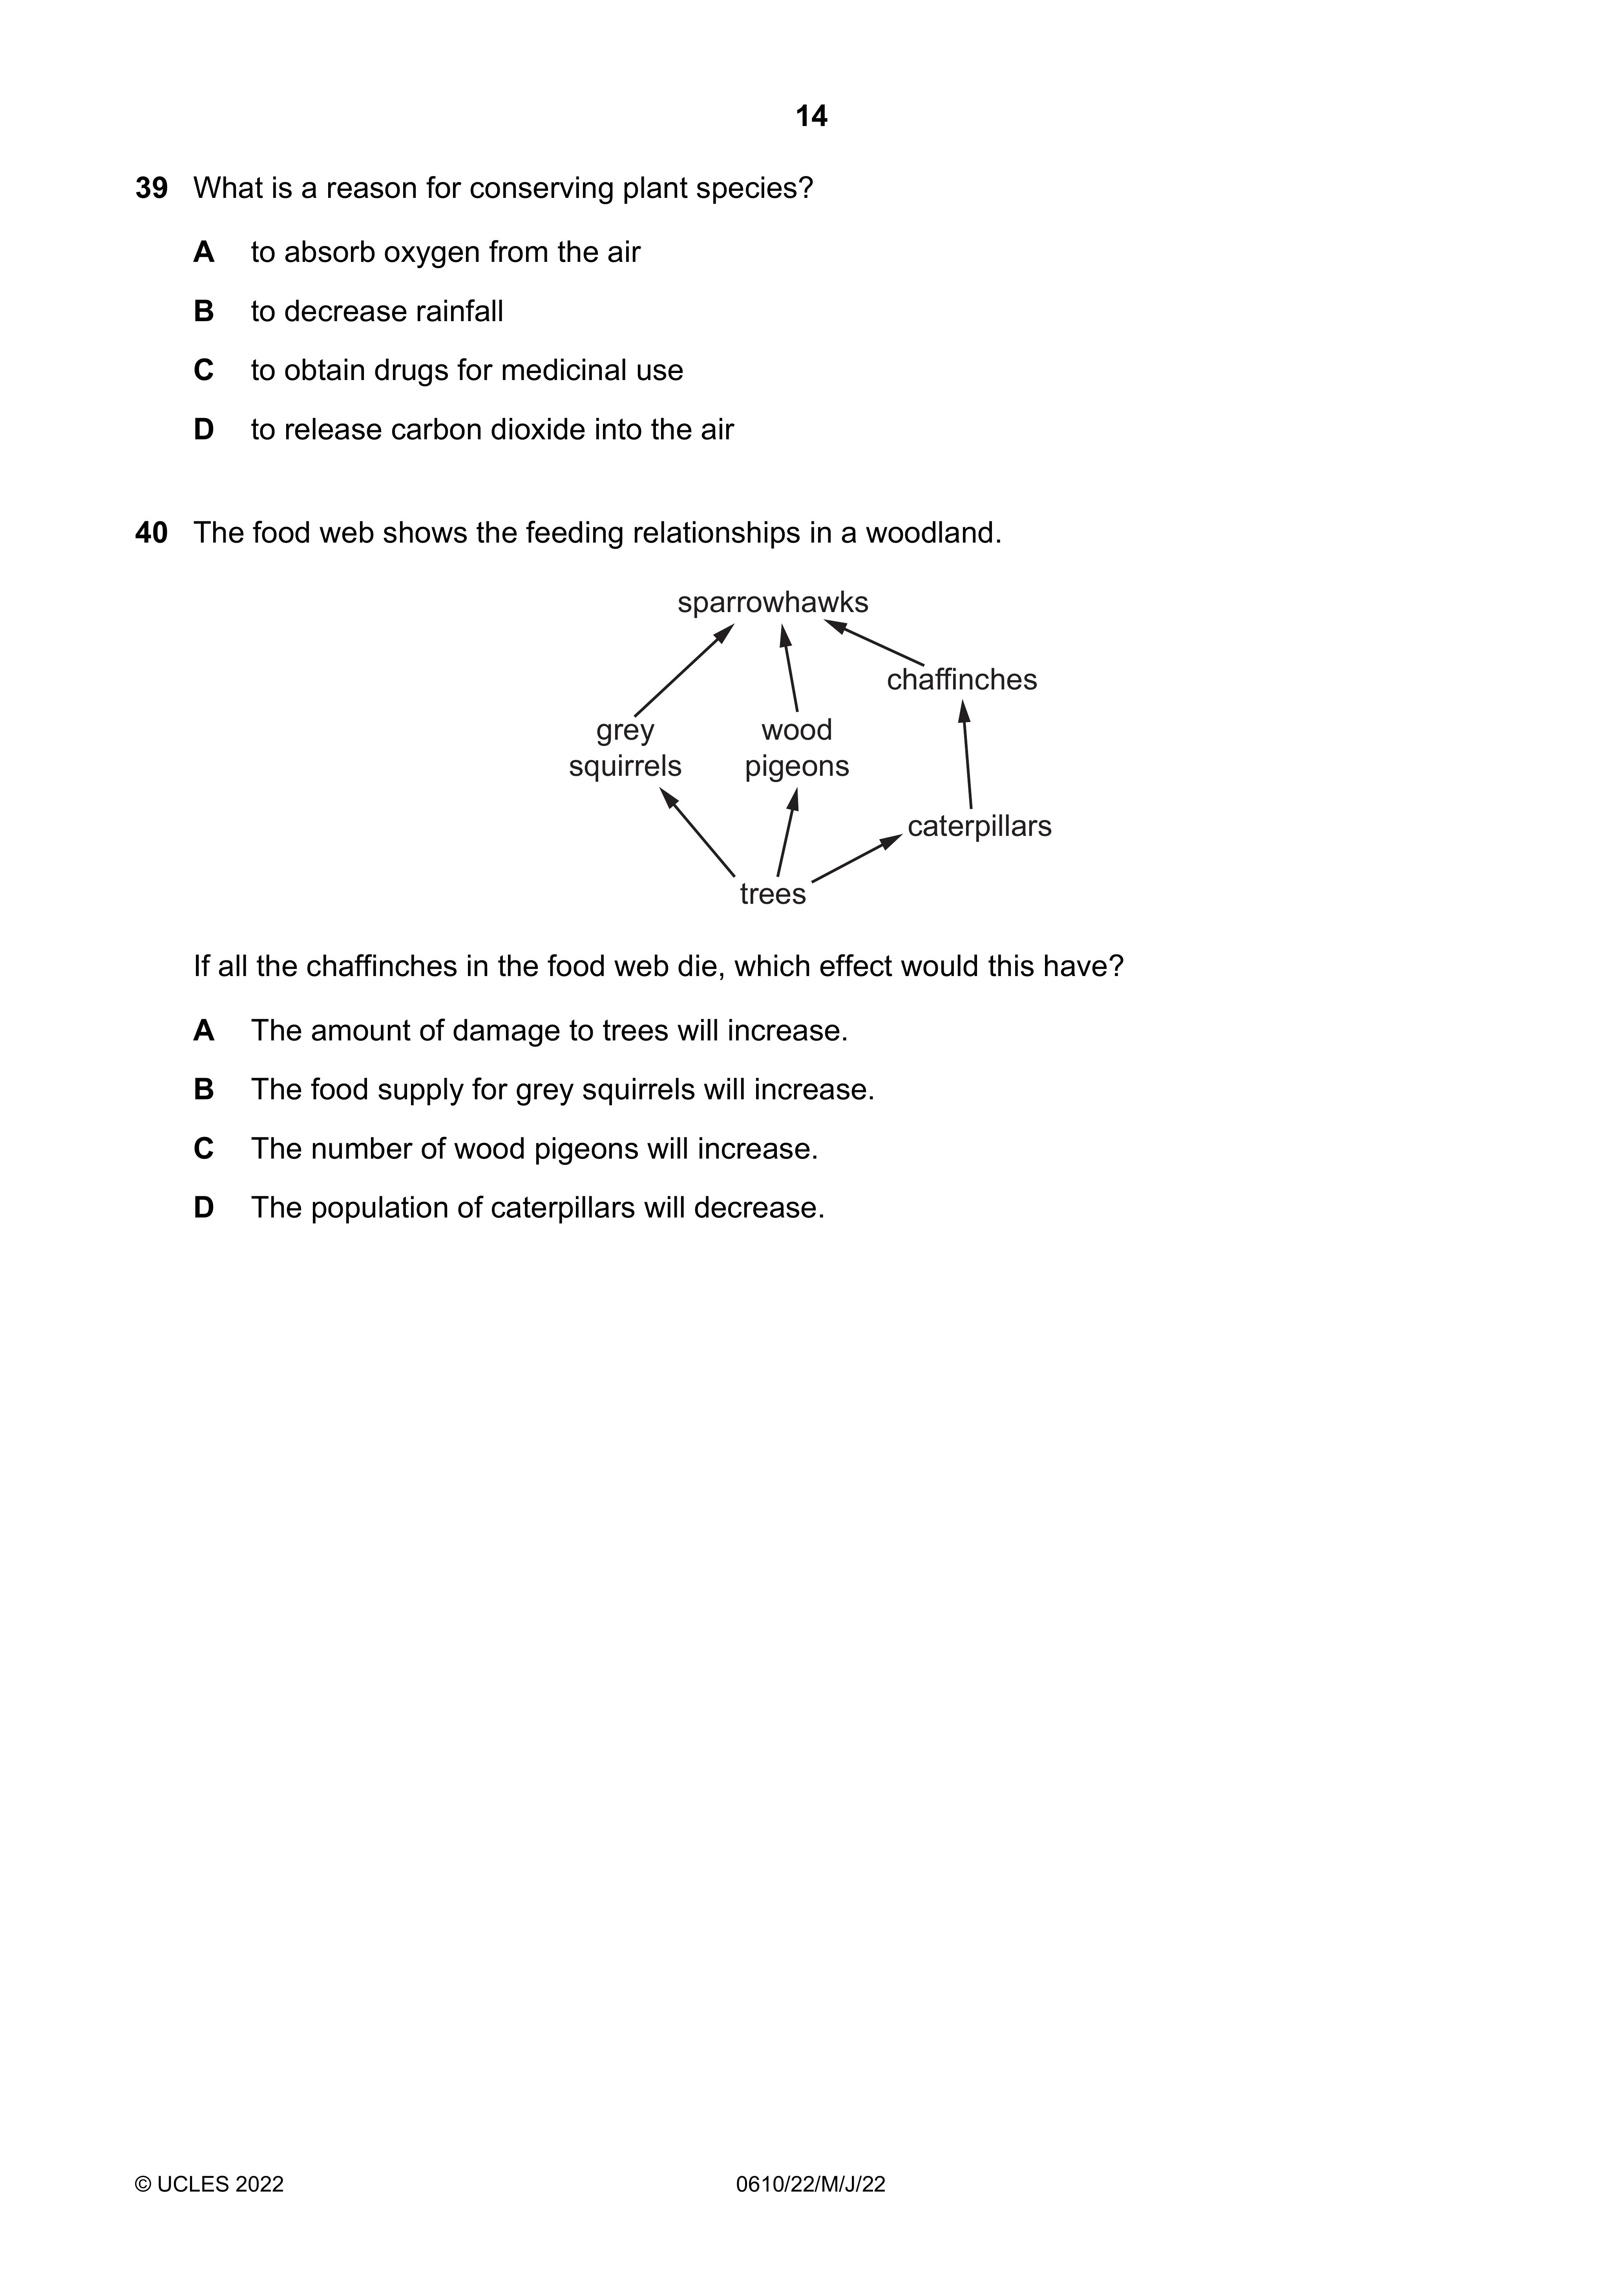 14
39 What is a reason for conserving plant species?
A to absorb oxygen from the air
B to decrease rainfall
C to obtain drugs for medicinal use
D to release carbon dioxide into the air
40 The food web shows the feeding relationships in a woodland.
sparrowhawks
chaffinches
grey
squirrels
wood
pigeons
caterpillars
trees
If all the chaffinches in the food web die, which effect would this have?
A The amount of damage to trees will increase.
B The food supply for grey squirrels will increase.
C The number of wood pigeons will increase.
D The population of caterpillars will decrease.
© UCLES 2022
0610/22/M/J/22